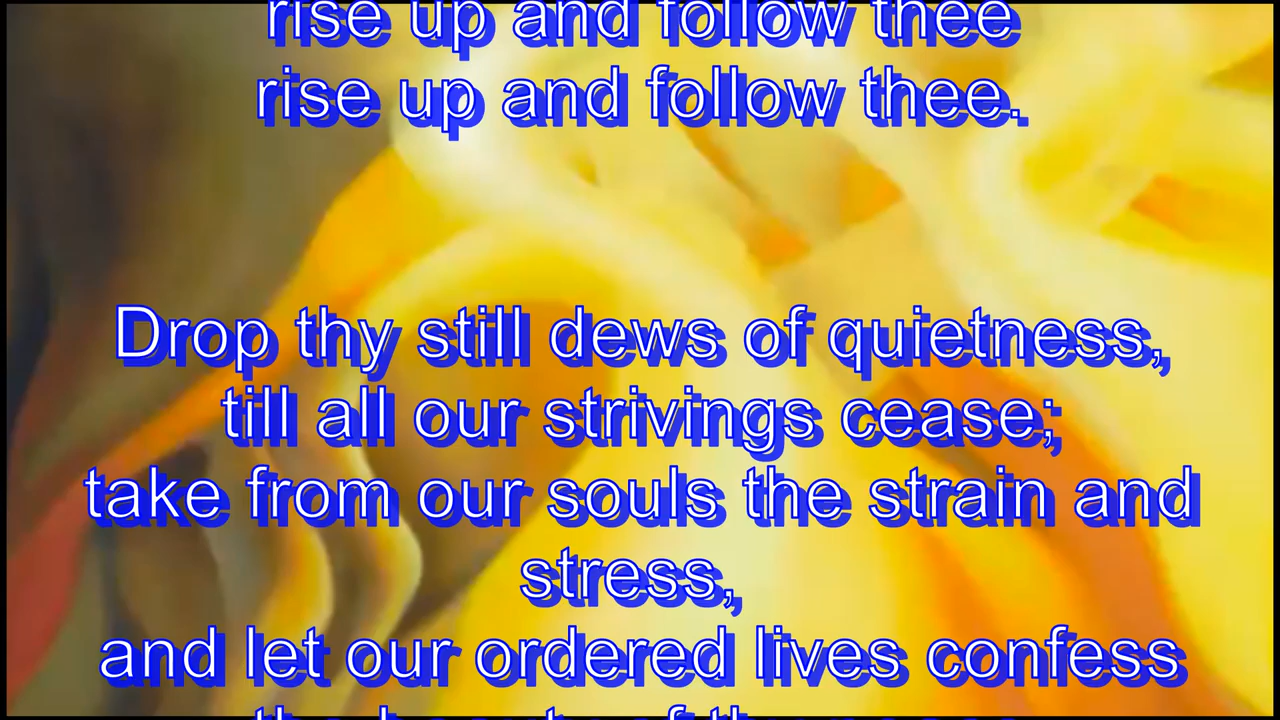 rise up and follow thee
rise up and follow thee.
Drop thy still dews of quietness,
till all our strivings cease;
take from our souls the strain and
stress,
and let our ordered lives confess